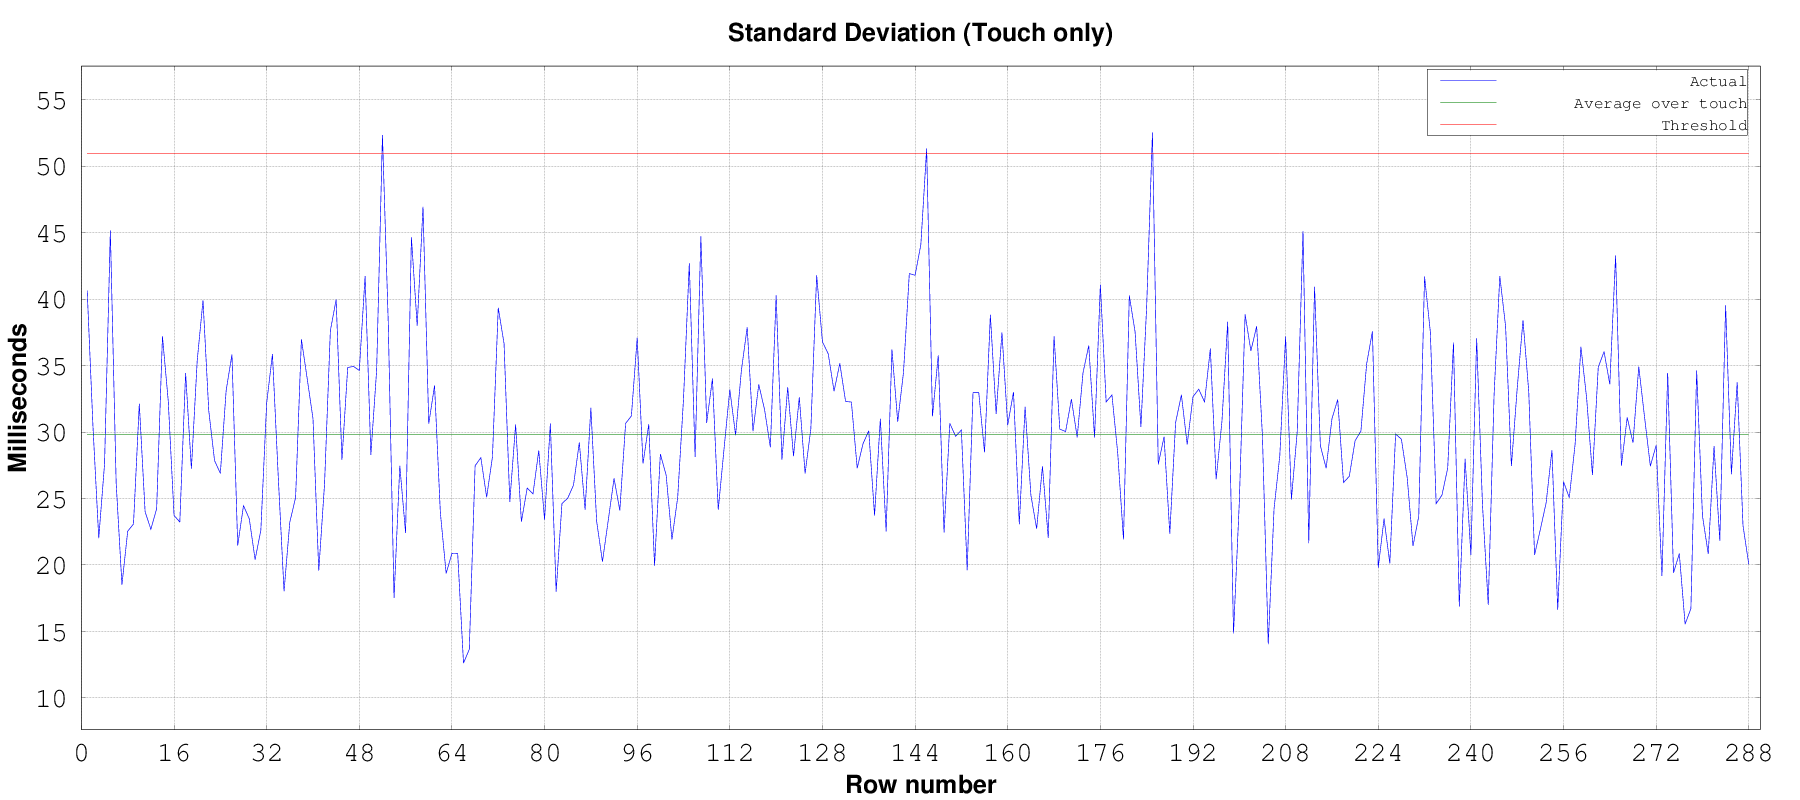 Standard Deviation (Touch only)
Actual
Average over touch
Threshold
55
50
45
40
35
30
25
20
15
10
Milliseconds
0 16 32 48 64 80 96 112 128 144 160 176 192 208 224 240 256 272 288
Row number